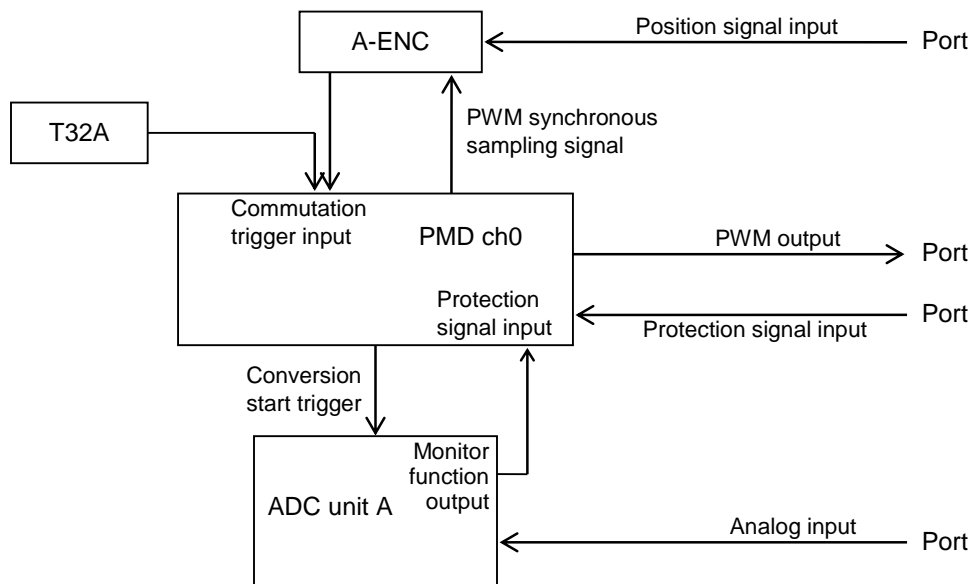 A-ENC
Position signal input
Port
T32A
PWM synchronous
sampling signal
Commutation
trigger input
PMD ch0
PWM output
Port
Protection
signal input
Port
Protection signal input
Conversion
start trigger
Monitor
function
output
ADC unit A
Analog input
Port